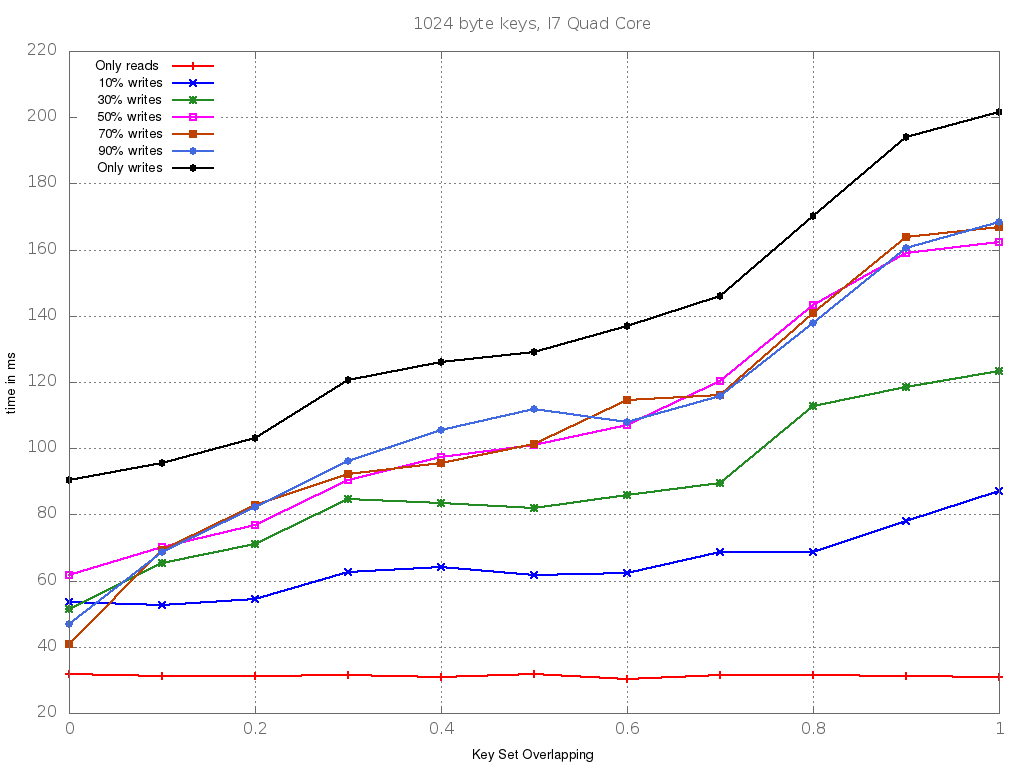 1024 byte keys, I7 Quad Core
220
200
180
160
140
120
100
80
60
40
20
time in ms
Only reads
10% writes
30% writes
50% writes
70% writes
90% writes
Only writes
0 0.2 0.4 0.6 0.8 1
Key Set Overlapping